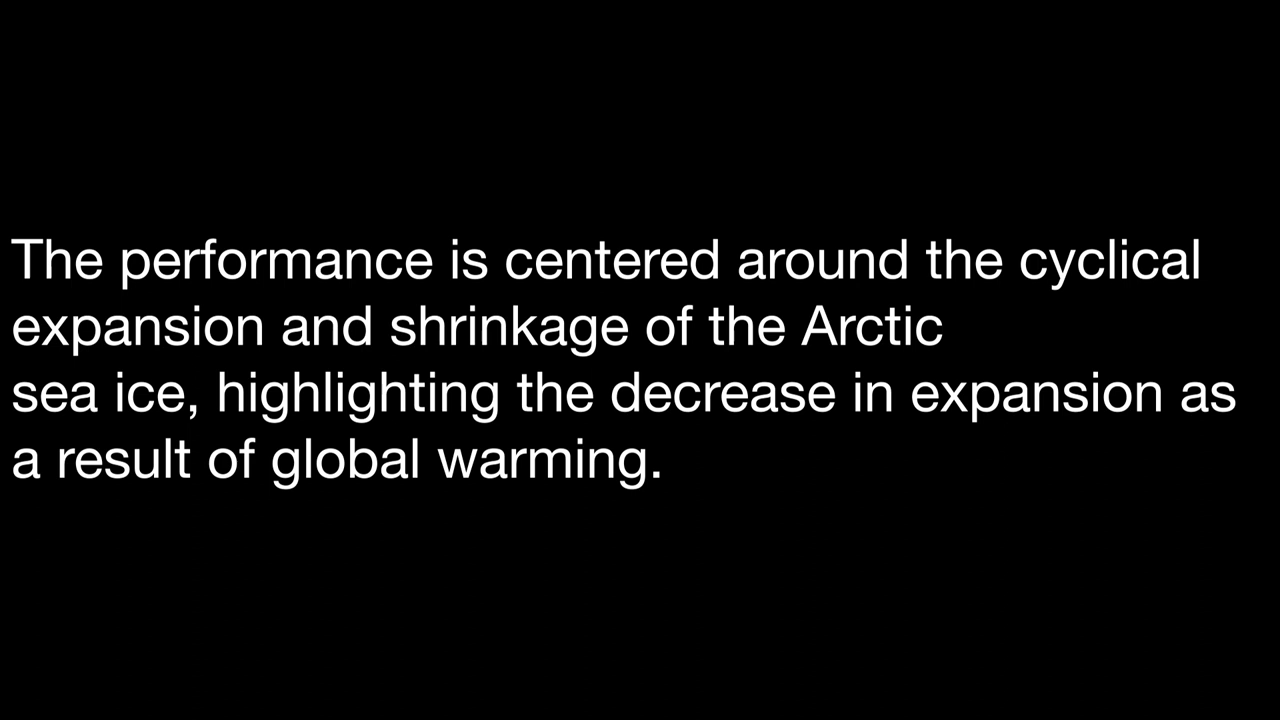 The performance is centered around the cyclical
expansion and shrinkage of the Arctic
sea ice, highlighting the decrease in expansion as
a result of global warming.